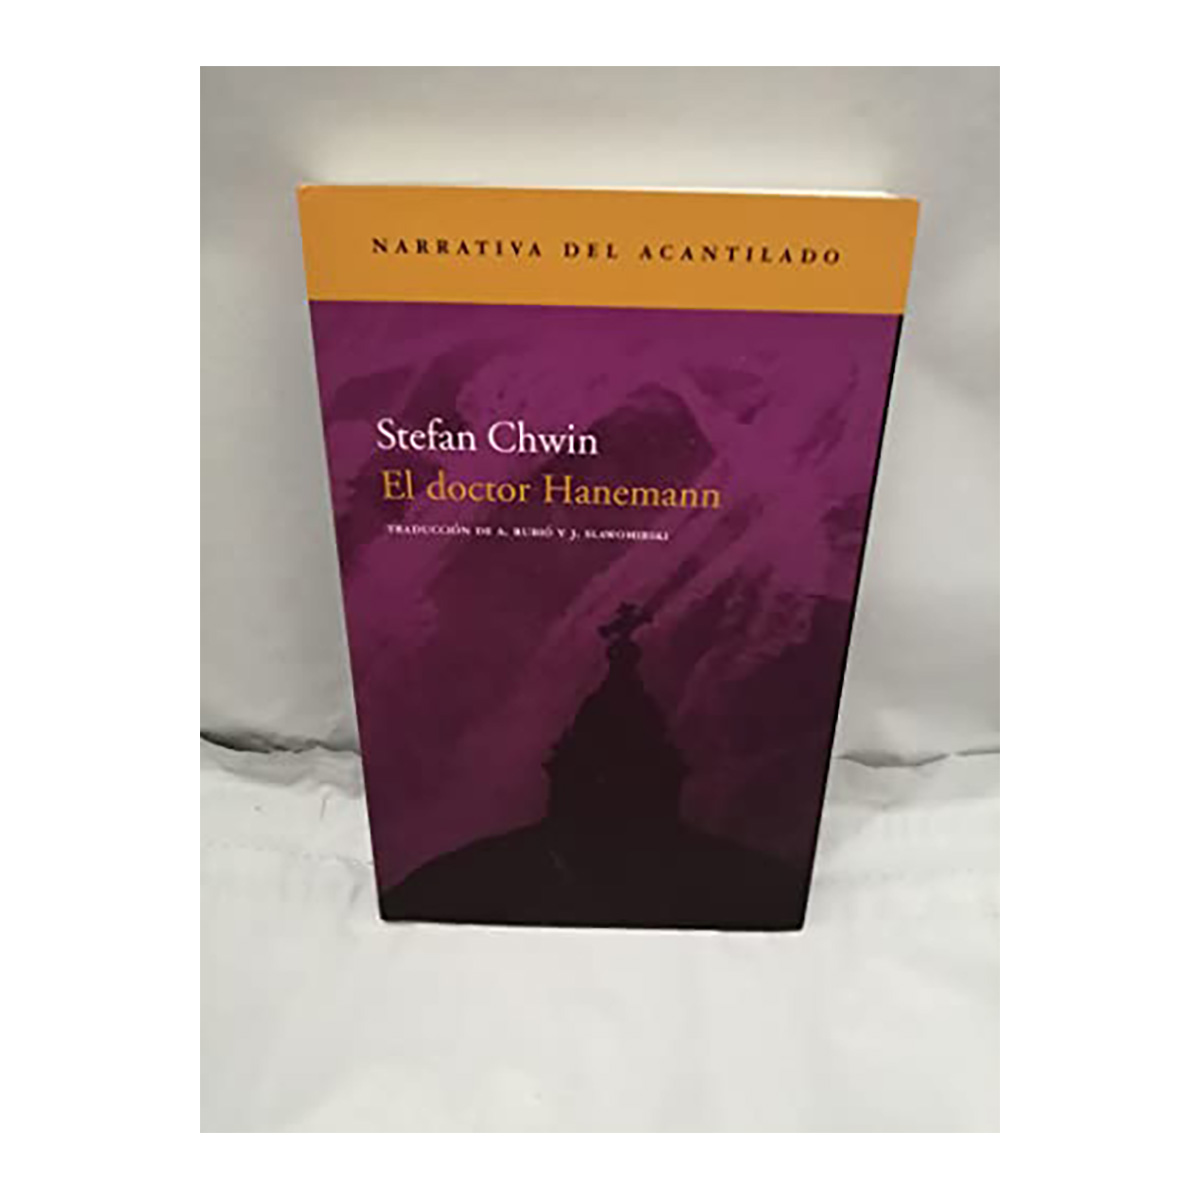 NARRATIVA DEL ACANTILADO
Stefan Chwin
El doctor Hanemann
TRADUCCIÓN DE A. RUBIÓ Y J. SLAWOMIRSKI